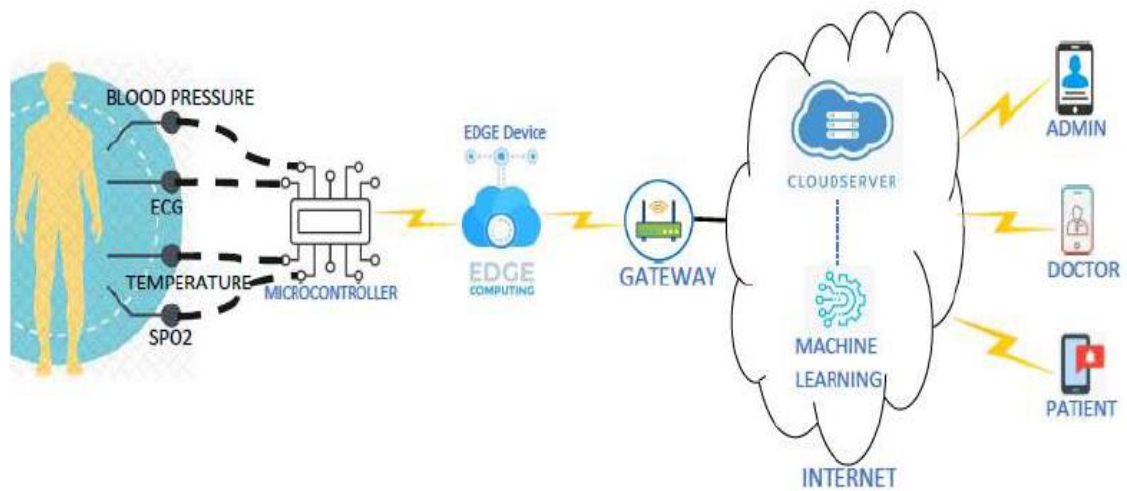 BLOOD PRESSURE
ECG
TEMPERATURE
SPO2
MICROCONTROLLER
EDGE Device
EDGE
COMPUTING
GATEWAY
CLOUDSERVER
MACHINE
LEARNING
INTERNET
ADMIN
DOCTOR
PATIENT